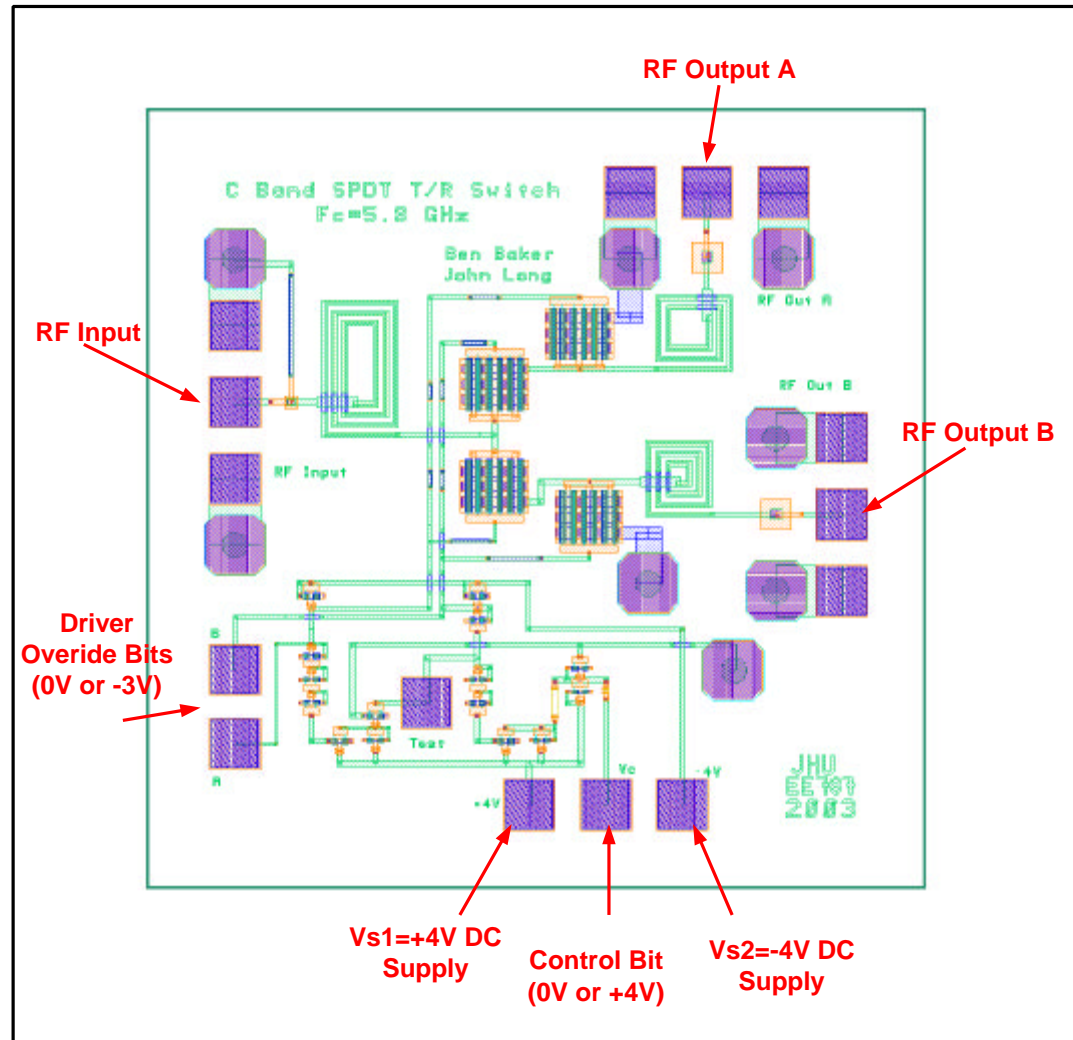 RF Output A
C Band SPDT T/R Switch
Fc=5.8 GHz
Ben Baker
John Long
RF Out A
RF Input
RF Out B
RF Output B
RF Input
Driver
Overide Bits
(0V or -3V)
B
A
Test
+4V
Vc
-4V
JHU
EE787
2003
Vs1=+4V DC
Supply
Control Bit
(0V or +4V)
Vs2=-4V DC
Supply